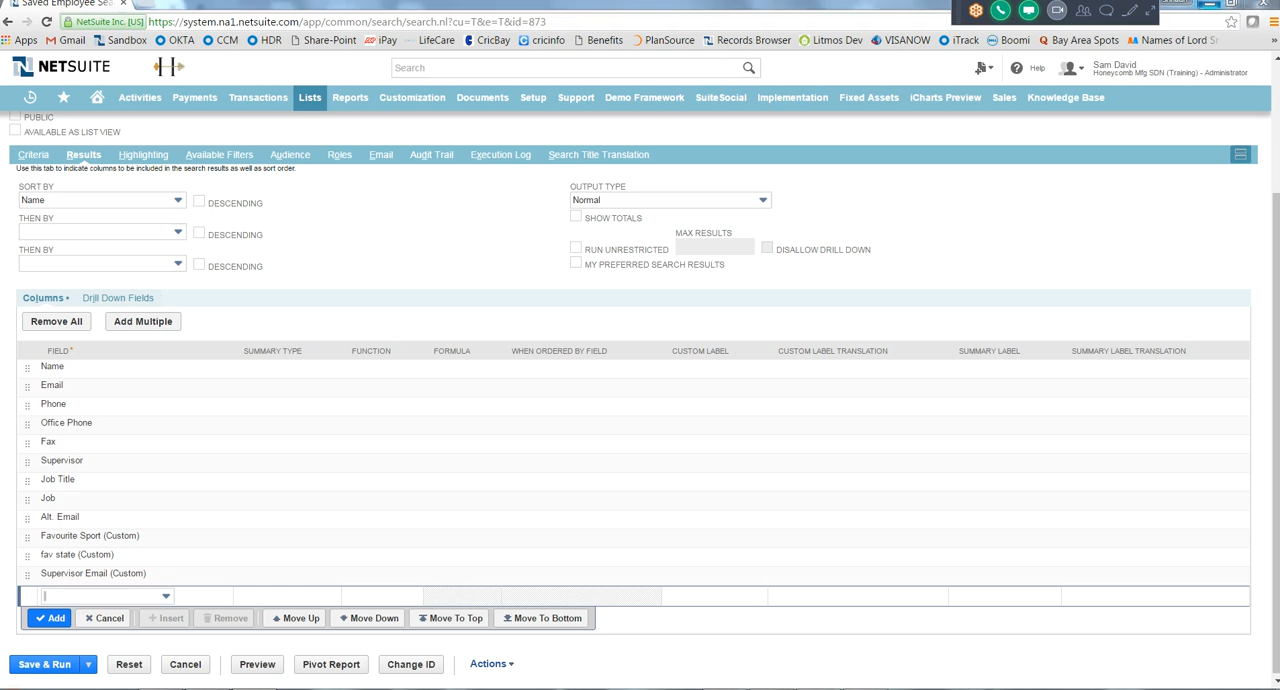 Saved Employee Sea
NetSuite Inc. [US] https://system.na1.netsuite.com/app/common/search/search.nl?cu=T&e=T&id=873
Apps Gmail Sandbox OKTA CCM HDR Share-Point iPay LifeCare CricBay cricinfo Benefits PlanSource Records Browser Litmos Dev VISANOW iTrack Boomi Bay Area Spots Names of Lord S »
NETSUITE H Search Help Sam David
Honeycomb Mfg SDN (Training) - Administrator
Activities Payments Transactions Lists Reports Customization Documents Setup Support Demo Framework SuiteSocial Implementation Fixed Assets iCharts Preview Sales Knowledge Base
PUBLIC
AVAILABLE AS LIST VIEW
Criteria Results Highlighting Available Filters Audience Roles Email Audit Trail Execution Log Search Title Translation
Use this tab to indicate columns to be included in the search results as well as sort order.
SORT BY OUTPUT TYPE
Name DESCENDING Normal
THEN BY SHOW TOTALS
DESCENDING MAX RESULTS
THEN BY RUN UNRESTRICTED DISALLOW DRILL DOWN
DESCENDING MY PREFERRED SEARCH RESULTS
Columns • Drill Down Fields
Remove All Add Multiple
FIELD* SUMMARY TYPE FUNCTION FORMULA WHEN ORDERED BY FIELD CUSTOM LABEL CUSTOM LABEL TRANSLATION SUMMARY LABEL SUMMARY LABEL TRANSLATION
Name
Email
Phone
Office Phone
Fax
Supervisor
Job Title
Job
Alt. Email
Favourite Sport (Custom)
fav state (Custom)
Supervisor Email (Custom)
Add Cancel Insert Remove Move Up Move Down Move To Top Move To Bottom
Save & Run Reset Cancel Preview Pivot Report Change ID Actions